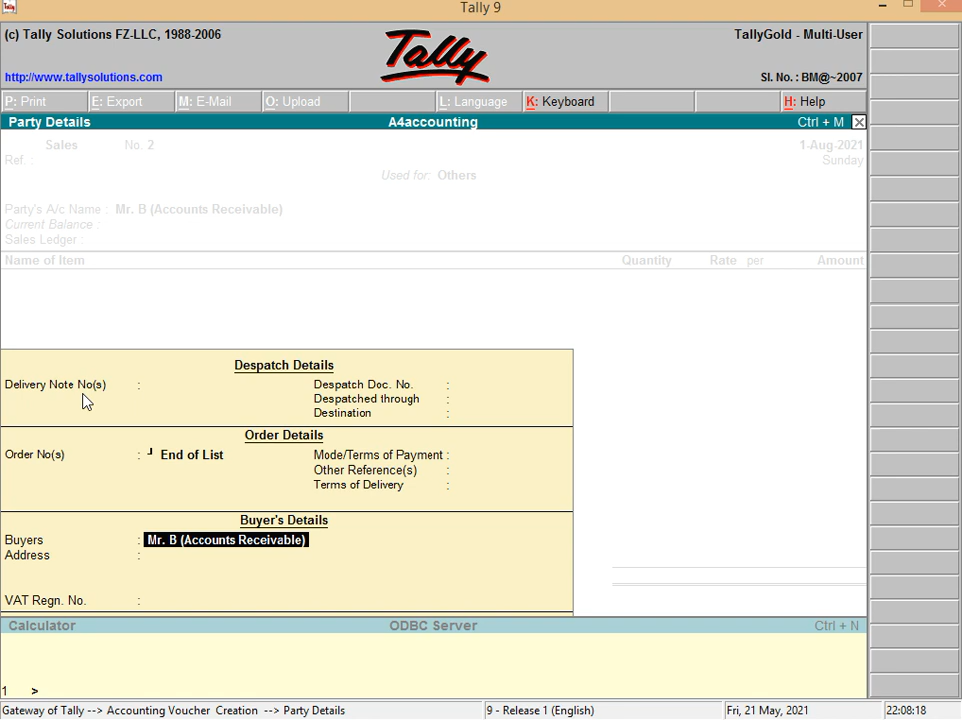 Tally 9
(c) Tally Solutions FZ-LLC, 1988-2006
TallyGold - Multi-User
Tally
http://www.tallysolutions.com
Sl. No. : BM@~2007
P: Print E: Export M: E-Mail O: Upload L: Language K: Keyboard H: Help
Party Details A4accounting Ctrl + M
Sales No. 2 1-Aug-2021
Ref. : Sunday
Used for: Others
Party's A/c Name : Mr. B (Accounts Receivable)
Current Balance :
Sales Ledger :
Name of Item Quantity Rate per Amount
Despatch Details
Delivery Note No(s) : Despatch Doc. No. :
Despatched through :
Destination :
Order Details
Order No(s) : ┘ End of List Mode/Terms of Payment :
Other Reference(s) :
Terms of Delivery :
Buyer's Details
Buyers : Mr. B (Accounts Receivable)
Address :
VAT Regn. No. :
Calculator ODBC Server Ctrl + N
1 >
Gateway of Tally --> Accounting Voucher Creation --> Party Details 9 - Release 1 (English) Fri, 21 May, 2021 22:08:18